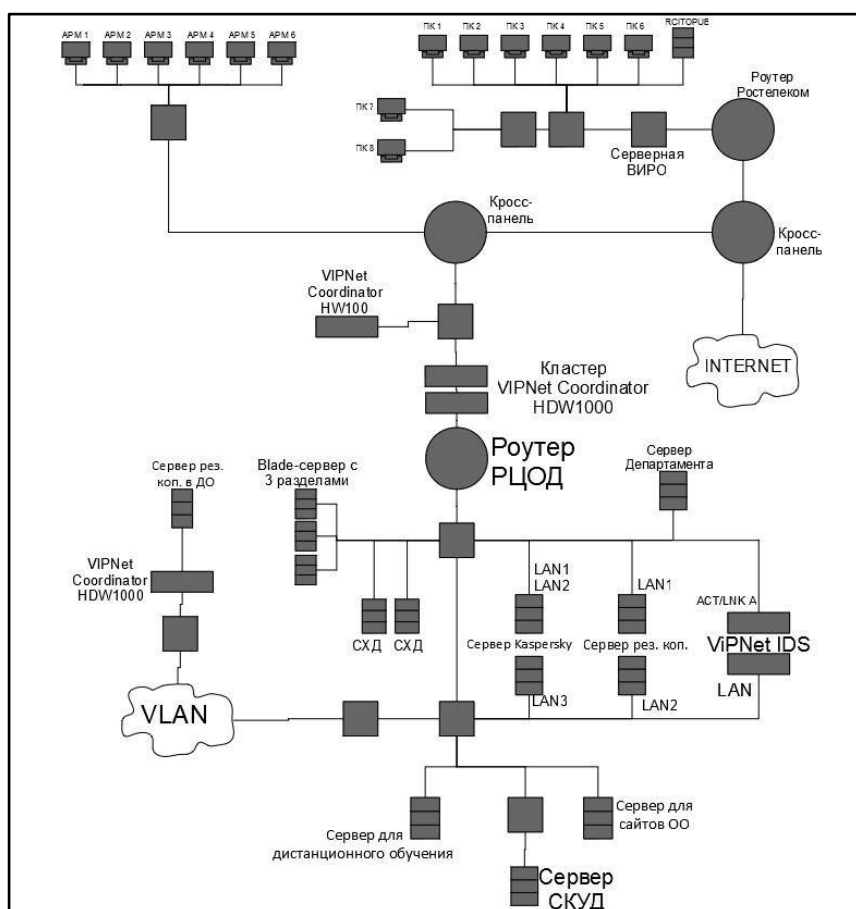 АРМ 1 АРМ 2 АРМ 3 АРМ 4 АРМ 5 АРМ 6
ПК 1 ПК 2 ПК 3 ПК 4 ПК 5 ПК 6 RCITOPUE
Роутер
Ростелеком
ПК 7
ПК 8
Серверная
ВИРО
Кросс-
панель
Кросс-
панель
VIPNet
Coordinator
HW100
INTERNET
Кластер
VIPNet Coordinator
HDW1000
Роутер
РЦОД
Сервер
Департамента
Blade-сервер с
3 разделами
Сервер рез.
коп. в ДО
VIPNet
Coordinator
HDW1000
LAN1
LAN2
LAN1
ACT/LNK A
СХД СХД
Сервер Kaspersky
Сервер рез. коп.
ViPNet IDS
LAN3
LAN2
LAN
VLAN
Сервер для
дистанционного обучения
Сервер для
сайтов ОО
Сервер
СКУД